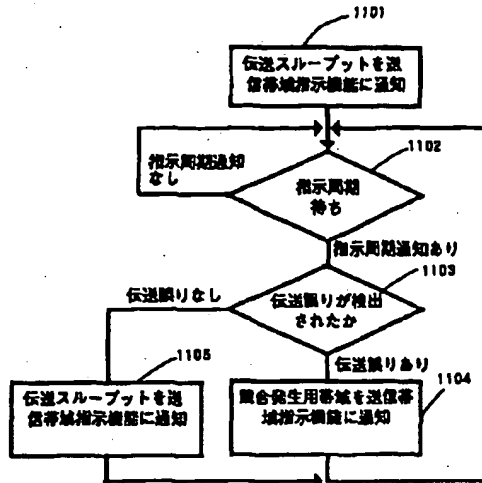 1101
伝送スループットを送
信帯域指示機能に通知
1102
指示周期通知
なし
指示周期
待ち
指示周期通知あり
1103
伝送誤りなし
伝送誤りが検出
されたか
1105
伝送誤りあり
1104
伝送スループットを送
信帯域指示機能に通知
競合発生用帯域を送信帯
域指示機能に通知